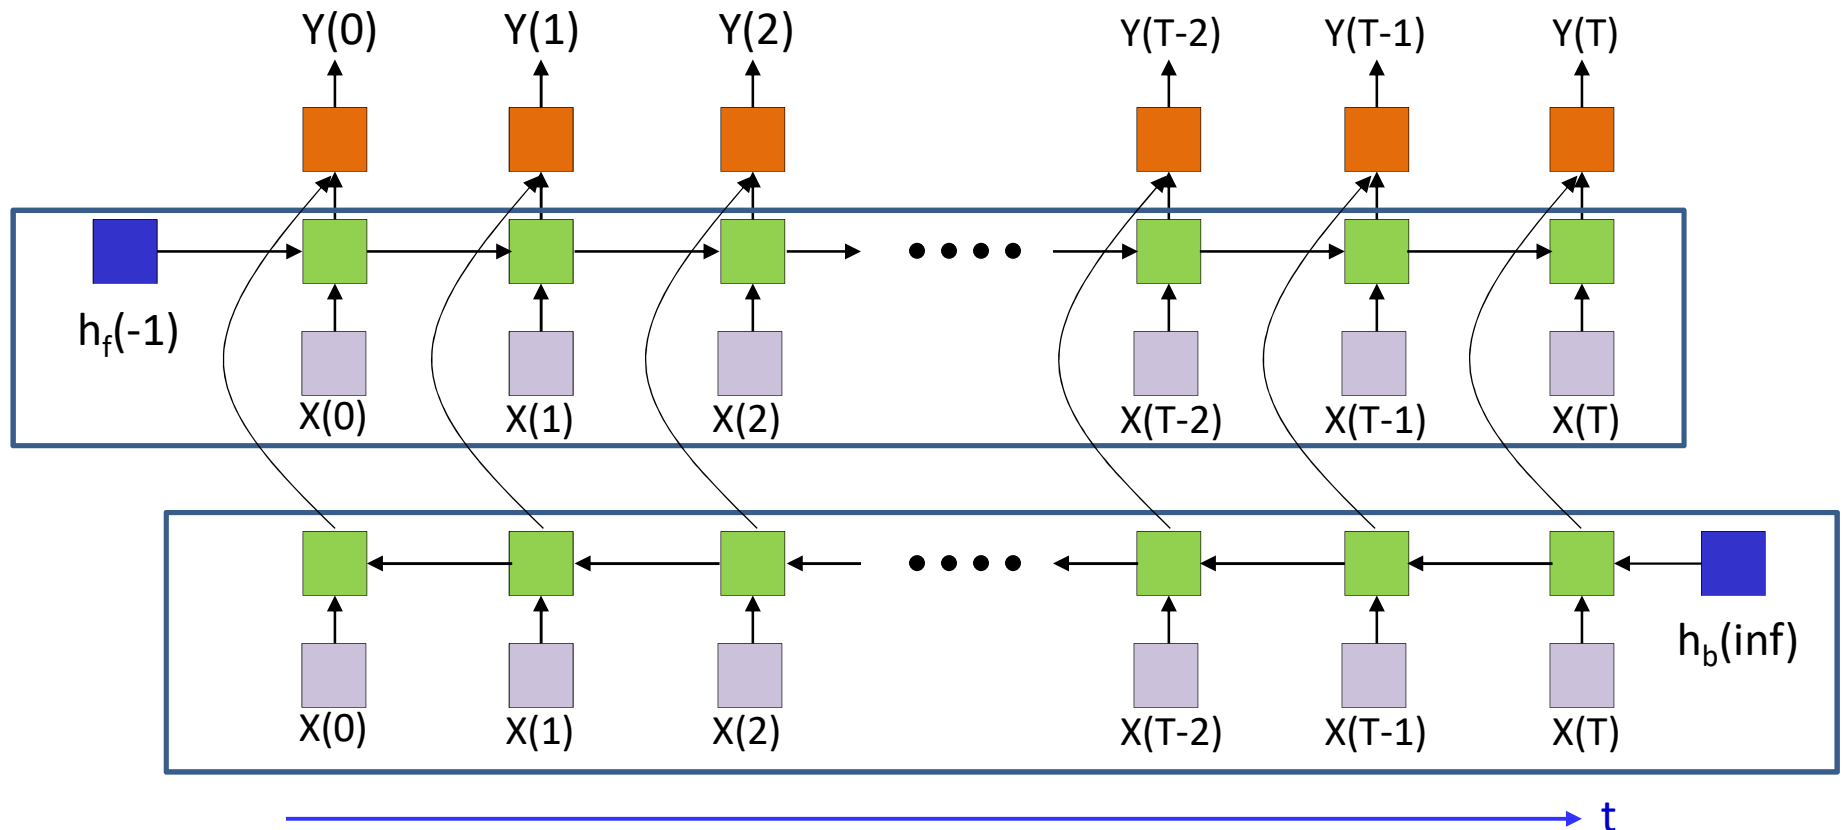 Y(0) Y(1) Y(2) Y(T-2) Y(T-1) Y(T)
hf(-1)
X(0) X(1) X(2) X(T-2) X(T-1) X(T)
hb(inf)
X(0) X(1) X(2) X(T-2) X(T-1) X(T)
t